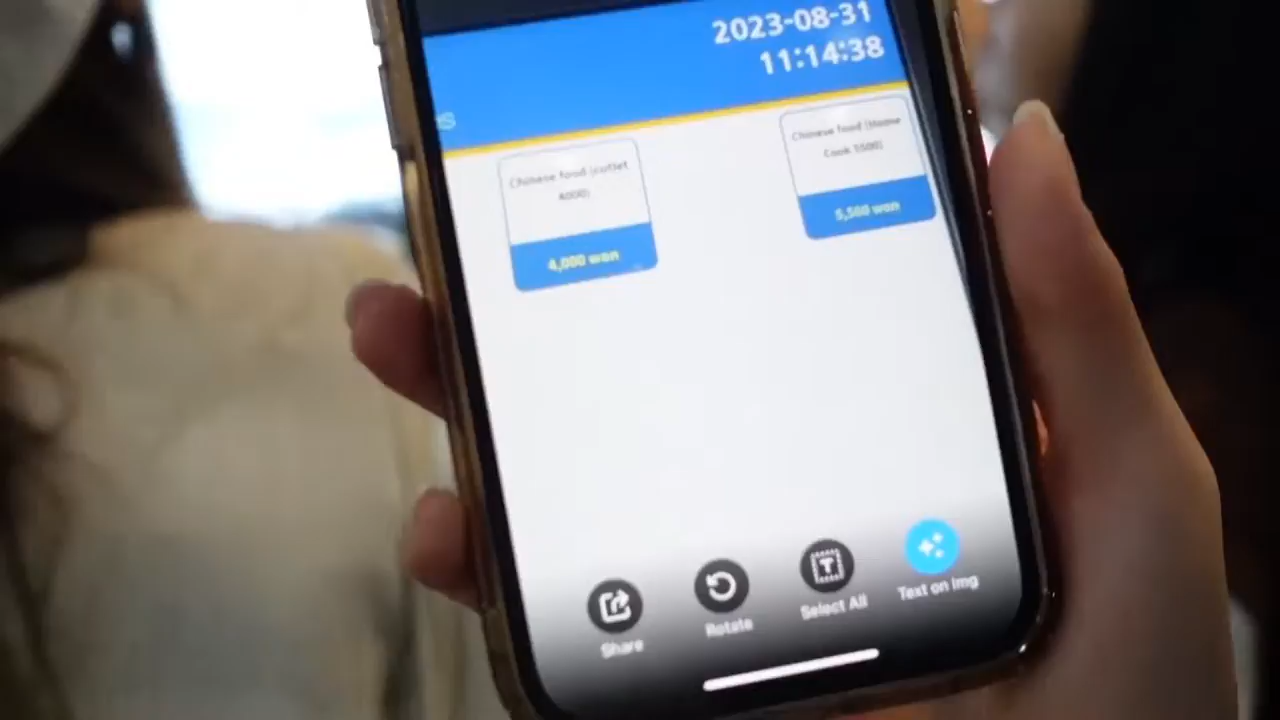 2023-08-31
11:14:38
s
Chinese food (cutlet
4000)
4,000 won
Chinese food (Home
Cook 5500)
5,500 won
Share
Rotate
Select All
Text on img